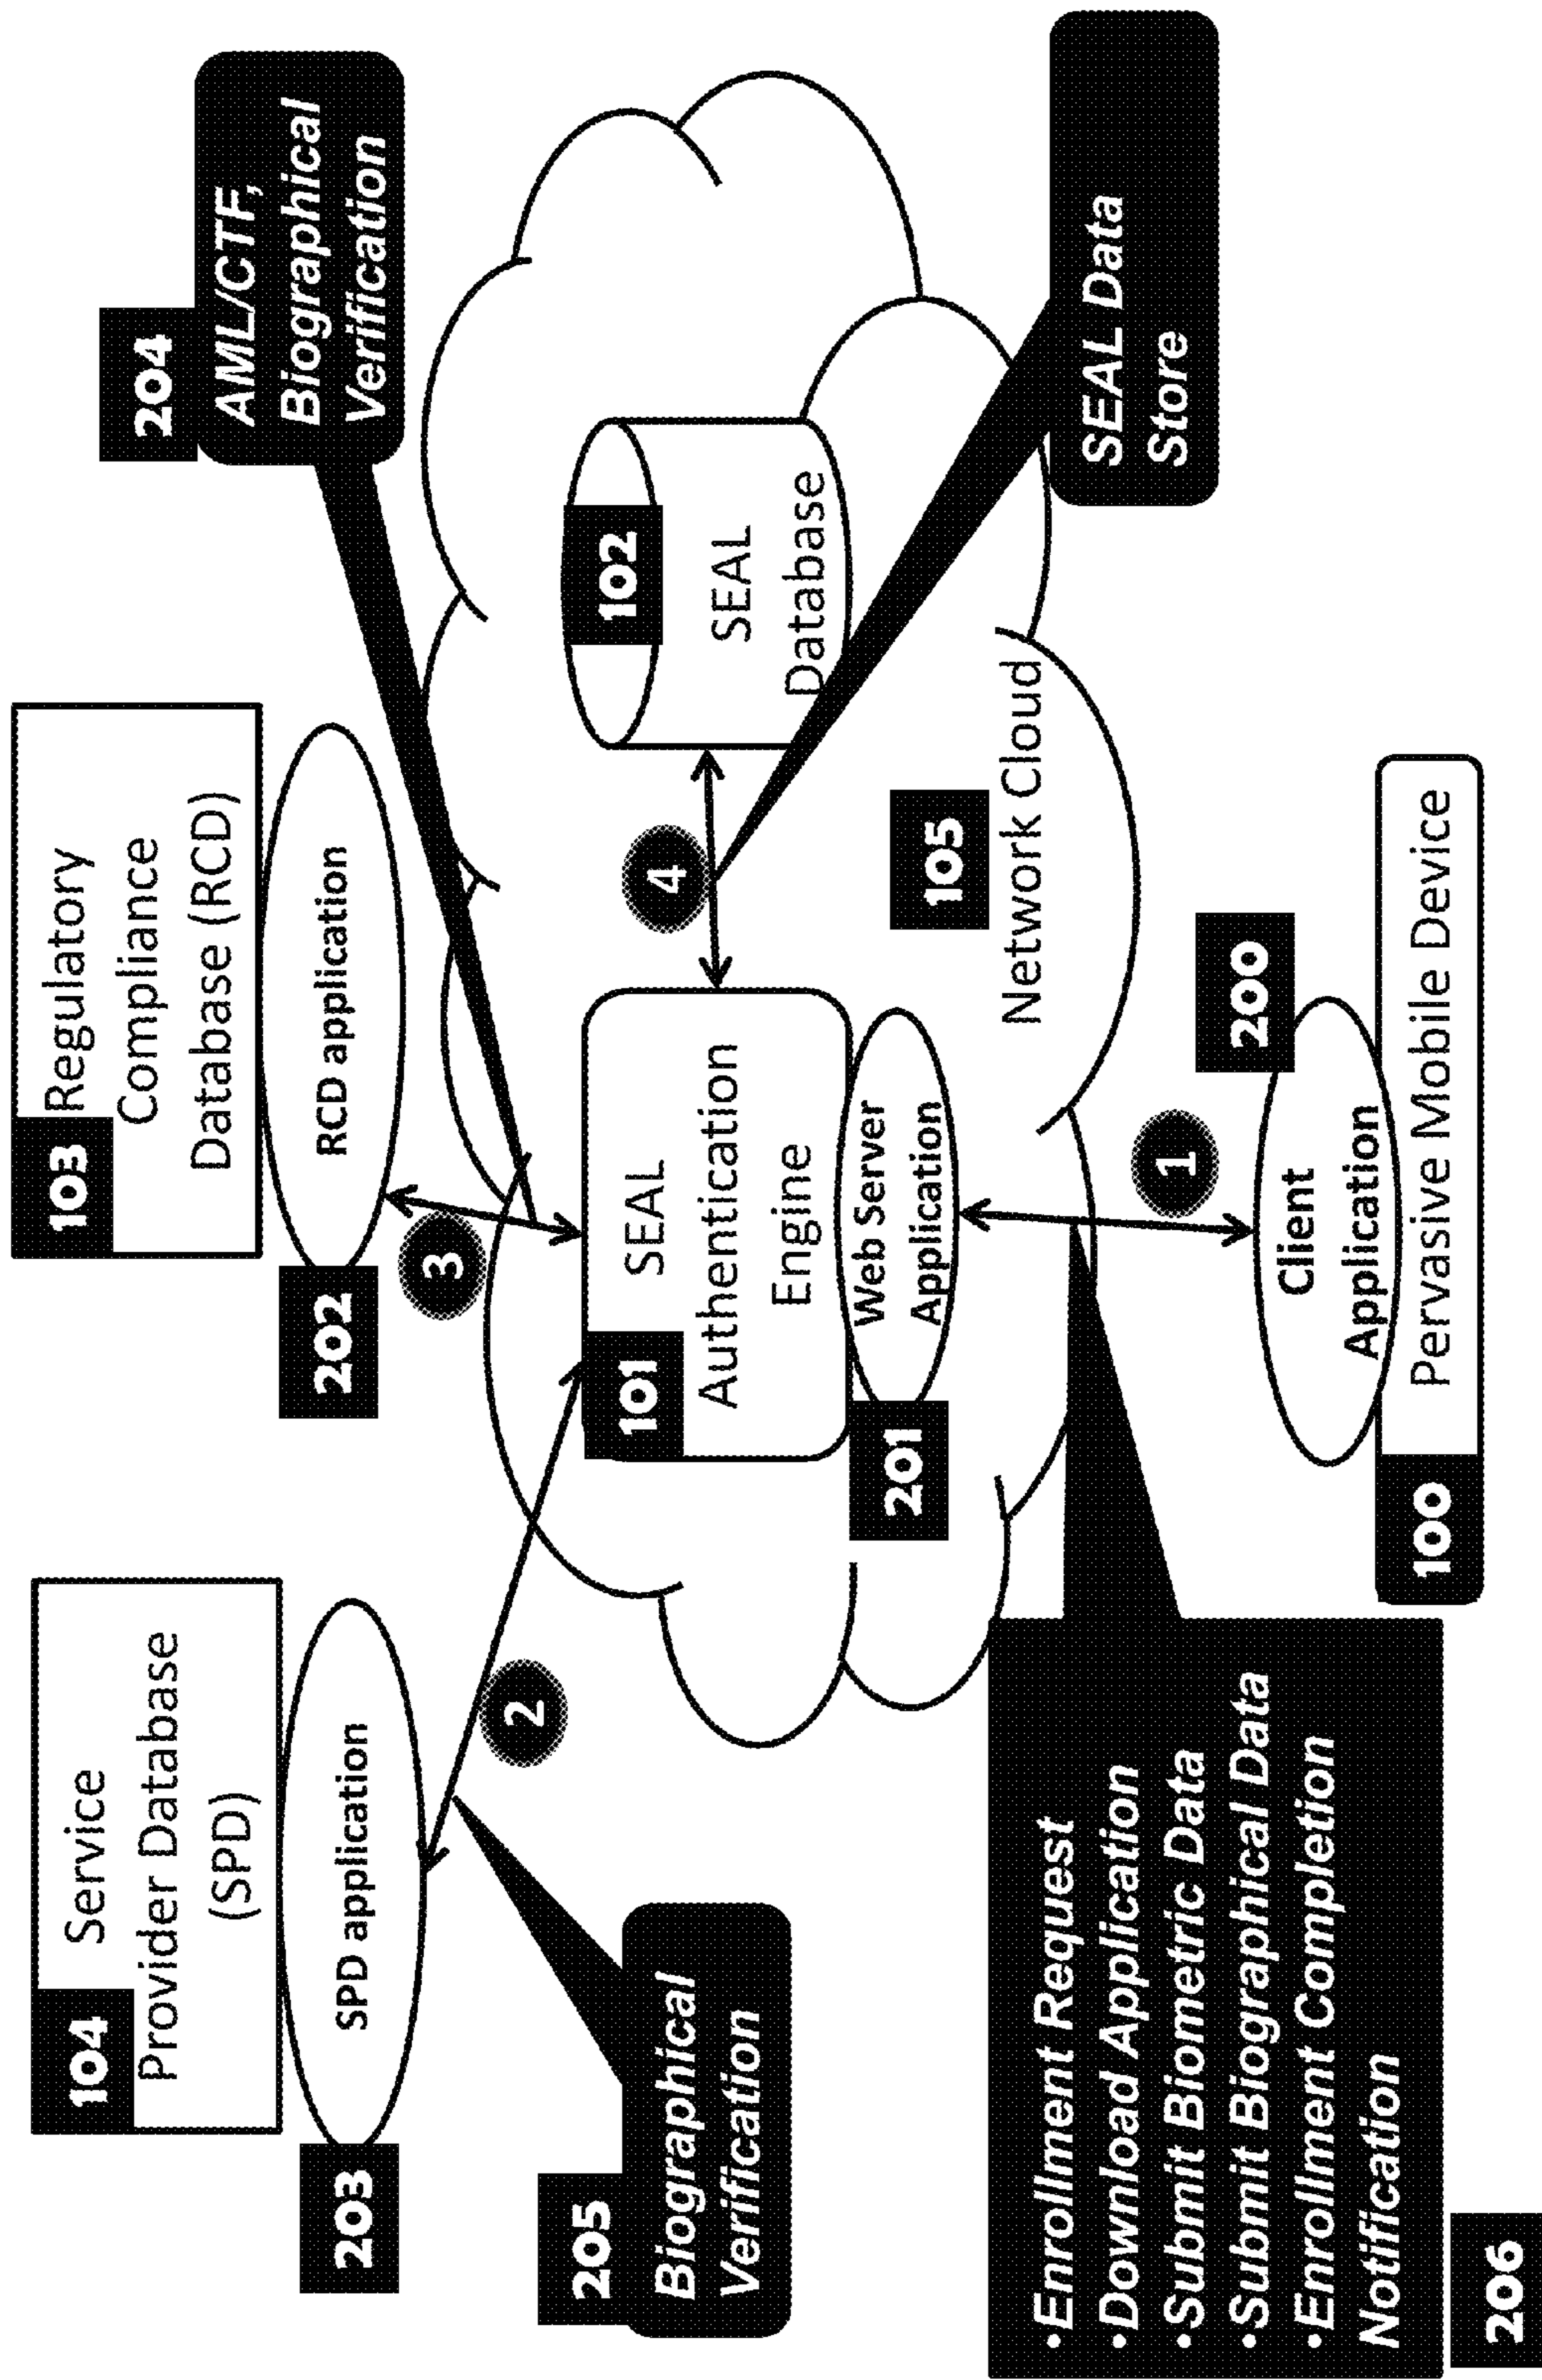 104
Service
Provider Database
(SPD)
SPD application
203
103
Regulatory
Compliance
Database (RCD)
RCD application
202
204
AML/CTF,
Biographical
Verification
205
Biographical
Verification
2
3
101
SEAL
Authentication
Engine
Web Server
Application
201
4
102
SEAL
Database
105
Network Cloud
SEAL Data
Store
•Enrollment Request
•Download Application
•Submit Biometric Data
•Submit Biographical Data
•Enrollment Completion
Notification
206
1
200
Client
Application
100
Pervasive Mobile Device